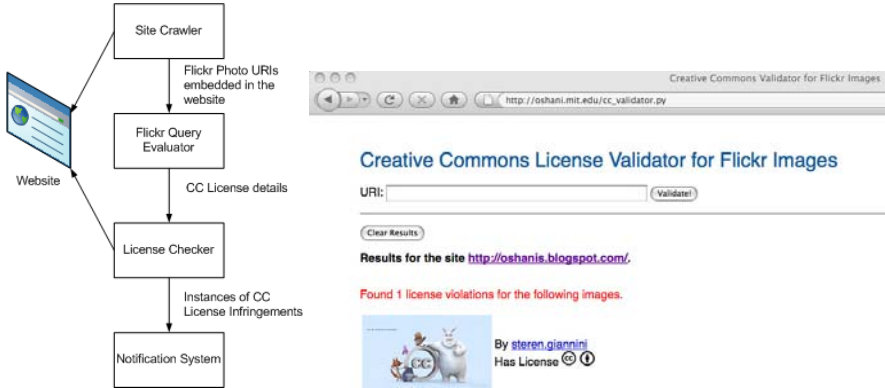 Site Crawler
Flickr Photo URIs
embedded in the
website
Flickr Query
Evaluator
Website
CC License details
License Checker
Instances of CC
License Infringements
Notification System
Creative Commons Validator for Flickr Images
http://oshani.mit.edu/cc_validator.py
Creative Commons License Validator for Flickr Images
URI: Validate!
Clear Results
Results for the site http://oshanis.blogspot.com/.
Found 1 license violations for the following images.
CC
By steren.giannini
Has License cc